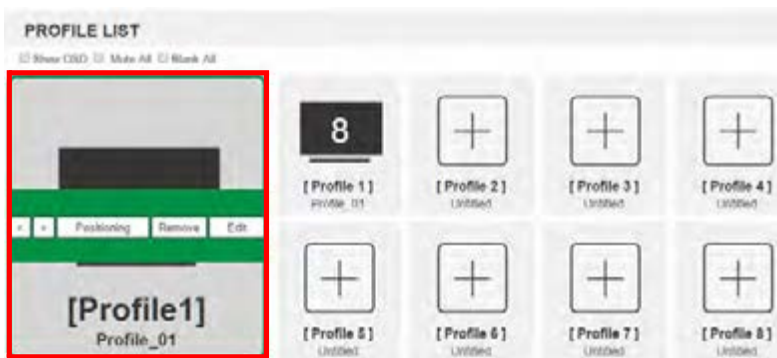 PROFILE LIST
Show OSD Mute All Blank All
8
[ Profile 1 ]
Profile_01
[ Profile 2 ]
Untitled
[ Profile 3 ]
Untitled
[ Profile 4 ]
Untitled
< > Positioning Remove Edit
[Profile1]
Profile_01
[ Profile 5 ]
Untitled
[ Profile 6 ]
Untitled
[ Profile 7 ]
Untitled
[ Profile 8 ]
Untitled